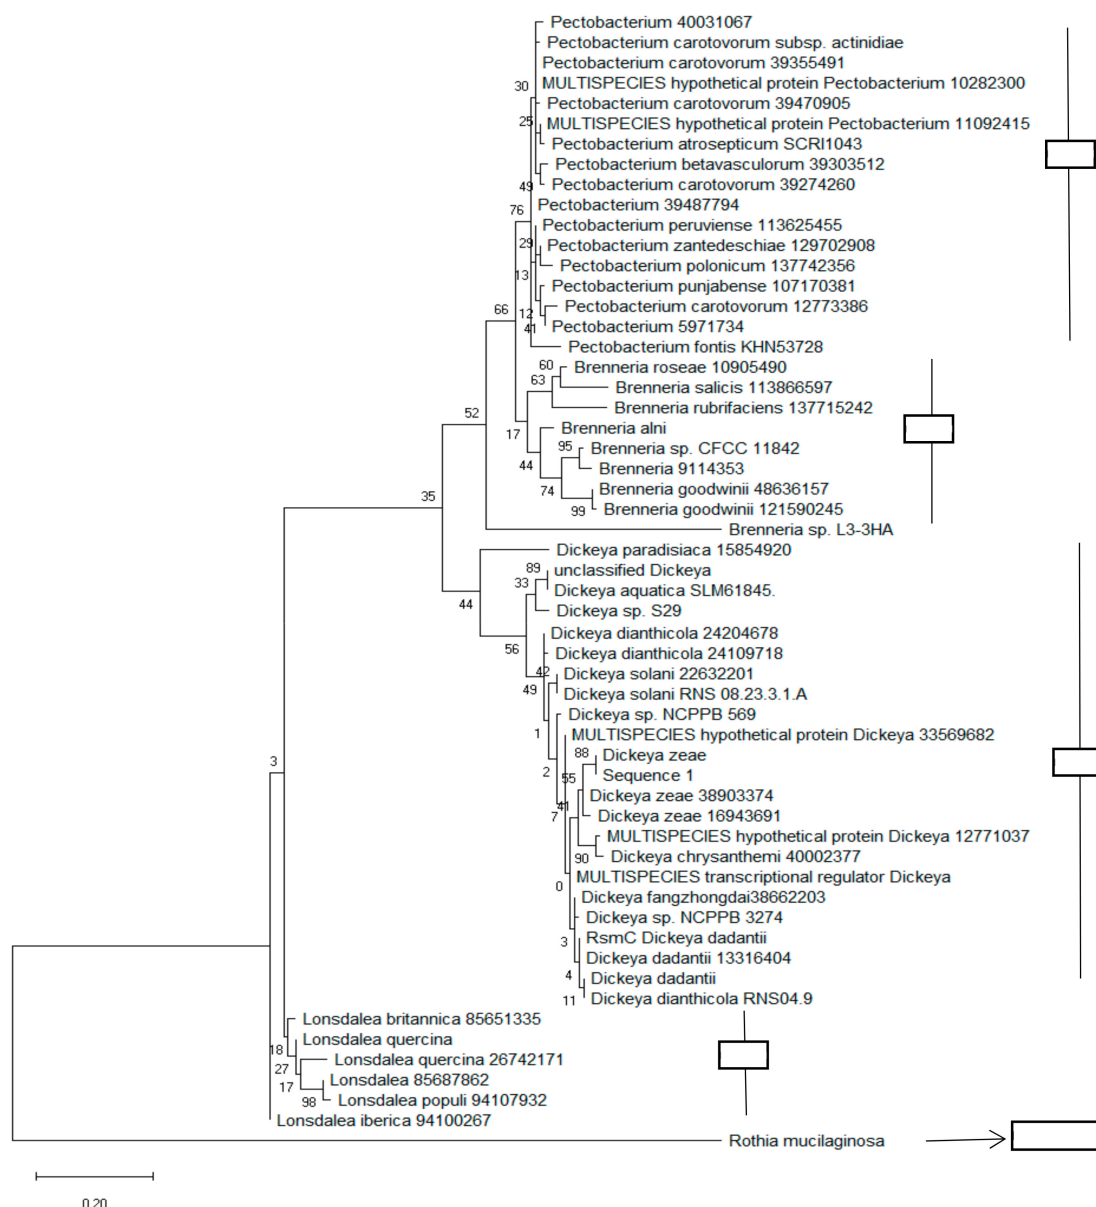 Pectobacterium 40031067
Pectobacterium carotovorum subsp. actinidiae
Pectobacterium carotovorum 39355491
30
MULTISPECIES hypothetical protein Pectobacterium 10282300
Pectobacterium carotovorum 39470905
25
MULTISPECIES hypothetical protein Pectobacterium 11092415
Pectobacterium atrosepticum SCRI1043
Pectobacterium betavasculorum 39303512
49
Pectobacterium carotovorum 39274260
76
Pectobacterium 39487794
Pectobacterium peruviense 113625455
29
Pectobacterium zantedeschiae 129702908
Pectobacterium polonicum 137742356
13
Pectobacterium punjabense 107170381
66
Pectobacterium carotovorum 12773386
12
41
Pectobacterium 5971734
Pectobacterium fontis KHN53728
60
Brenneria roseae 10905490
63
Brenneria salicis 113866597
Brenneria rubrifaciens 137715242
52
17
Brenneria alni
95
Brenneria sp. CFCC 11842
44
Brenneria 9114353
74
Brenneria goodwinii 48636157
35
99
Brenneria goodwinii 121590245
Brenneria sp. L3-3HA
Dickeya paradisiaca 15854920
89
unclassified Dickeya
33
Dickeya aquatica SLM61845.
44
Dickeya sp. S29
Dickeya dianthicola 24204678
56
Dickeya dianthicola 24109718
42
Dickeya solani 22632201
49
Dickeya solani RNS 08.23.3.1.A
Dickeya sp. NCPPB 569
1
MULTISPECIES hypothetical protein Dickeya 33569682
88
Dickeya zeae
3
2
55
Sequence 1
Dickeya zeae 38903374
41
7
Dickeya zeae 16943691
MULTISPECIES hypothetical protein Dickeya 12771037
90
Dickeya chrysanthemi 40002377
MULTISPECIES transcriptional regulator Dickeya
0
Dickeya fangzhongdai38662203
Dickeya sp. NCPPB 3274
3
RsmC Dickeya dadantii
Dickeya dadantii 13316404
4
Dickeya dadantii
11
Dickeya dianthicola RNS04.9
Lonsdalea britannica 85651335
18
Lonsdalea quercina
27
Lonsdalea quercina 26742171
17
Lonsdalea 85687862
98
Lonsdalea populi 94107932
Lonsdalea iberica 94100267
Rothia mucilaginosa
0.20